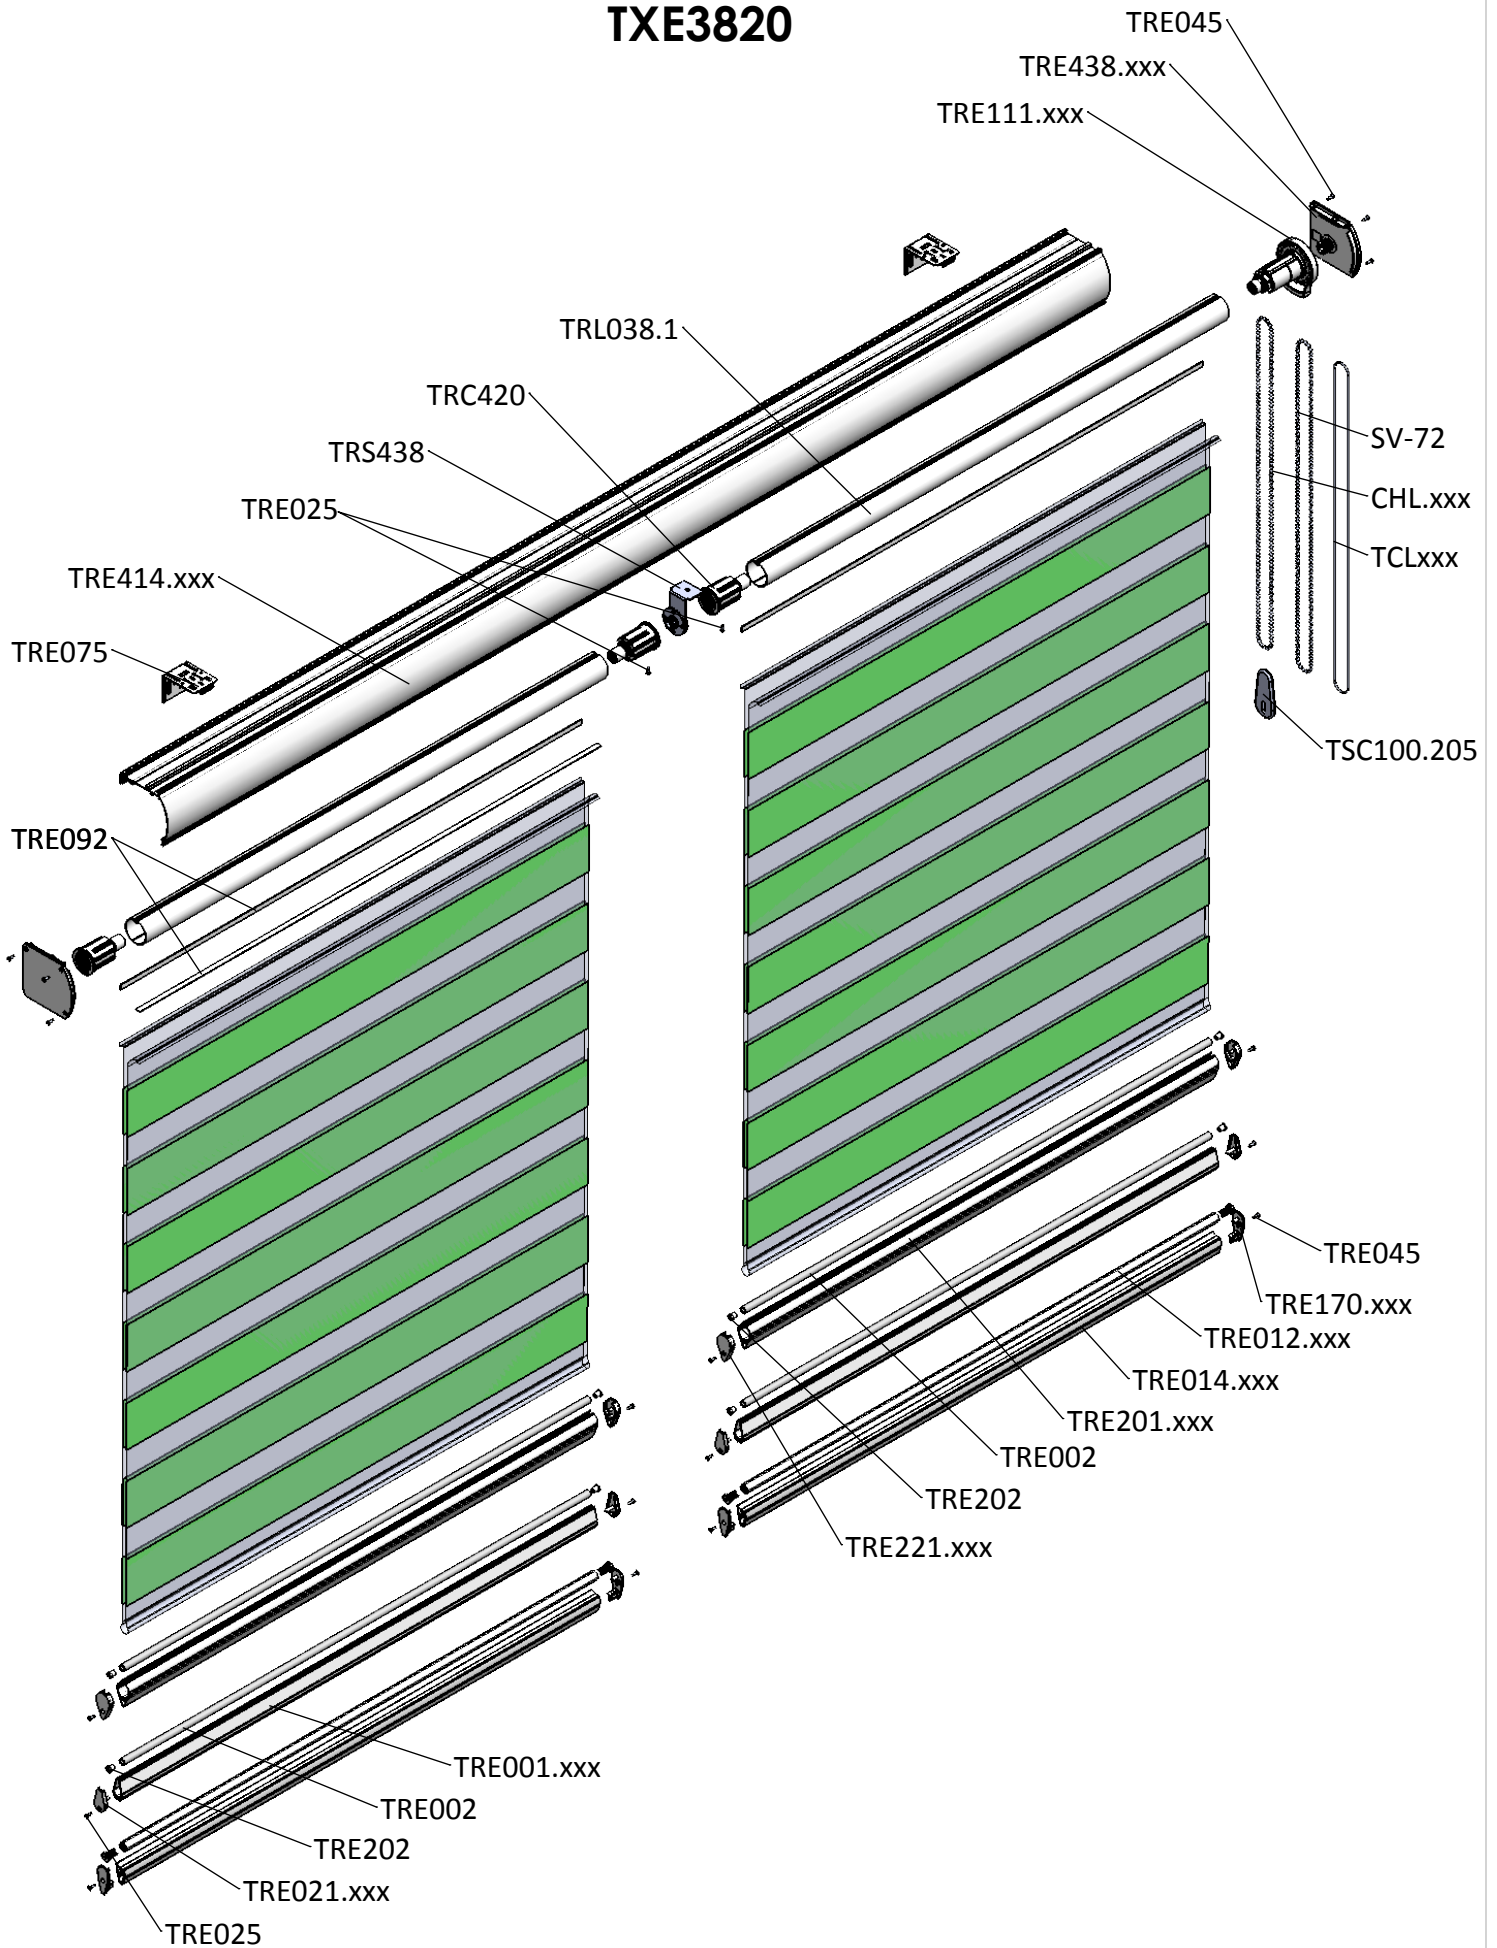 TXE3820
TRE045
TRE438.xxx
TRE111.xxx
TRL038.1
TRC420
TRS438
TRE025
TRE414.xxx
TRE075
TRE092
SV-72
CHL.xxx
TCLxxx
TSC100.205
TRE045
TRE170.xxx
TRE012.xxx
TRE014.xxx
TRE201.xxx
TRE002
TRE202
TRE221.xxx
TRE001.xxx
TRE002
TRE202
TRE021.xxx
TRE025